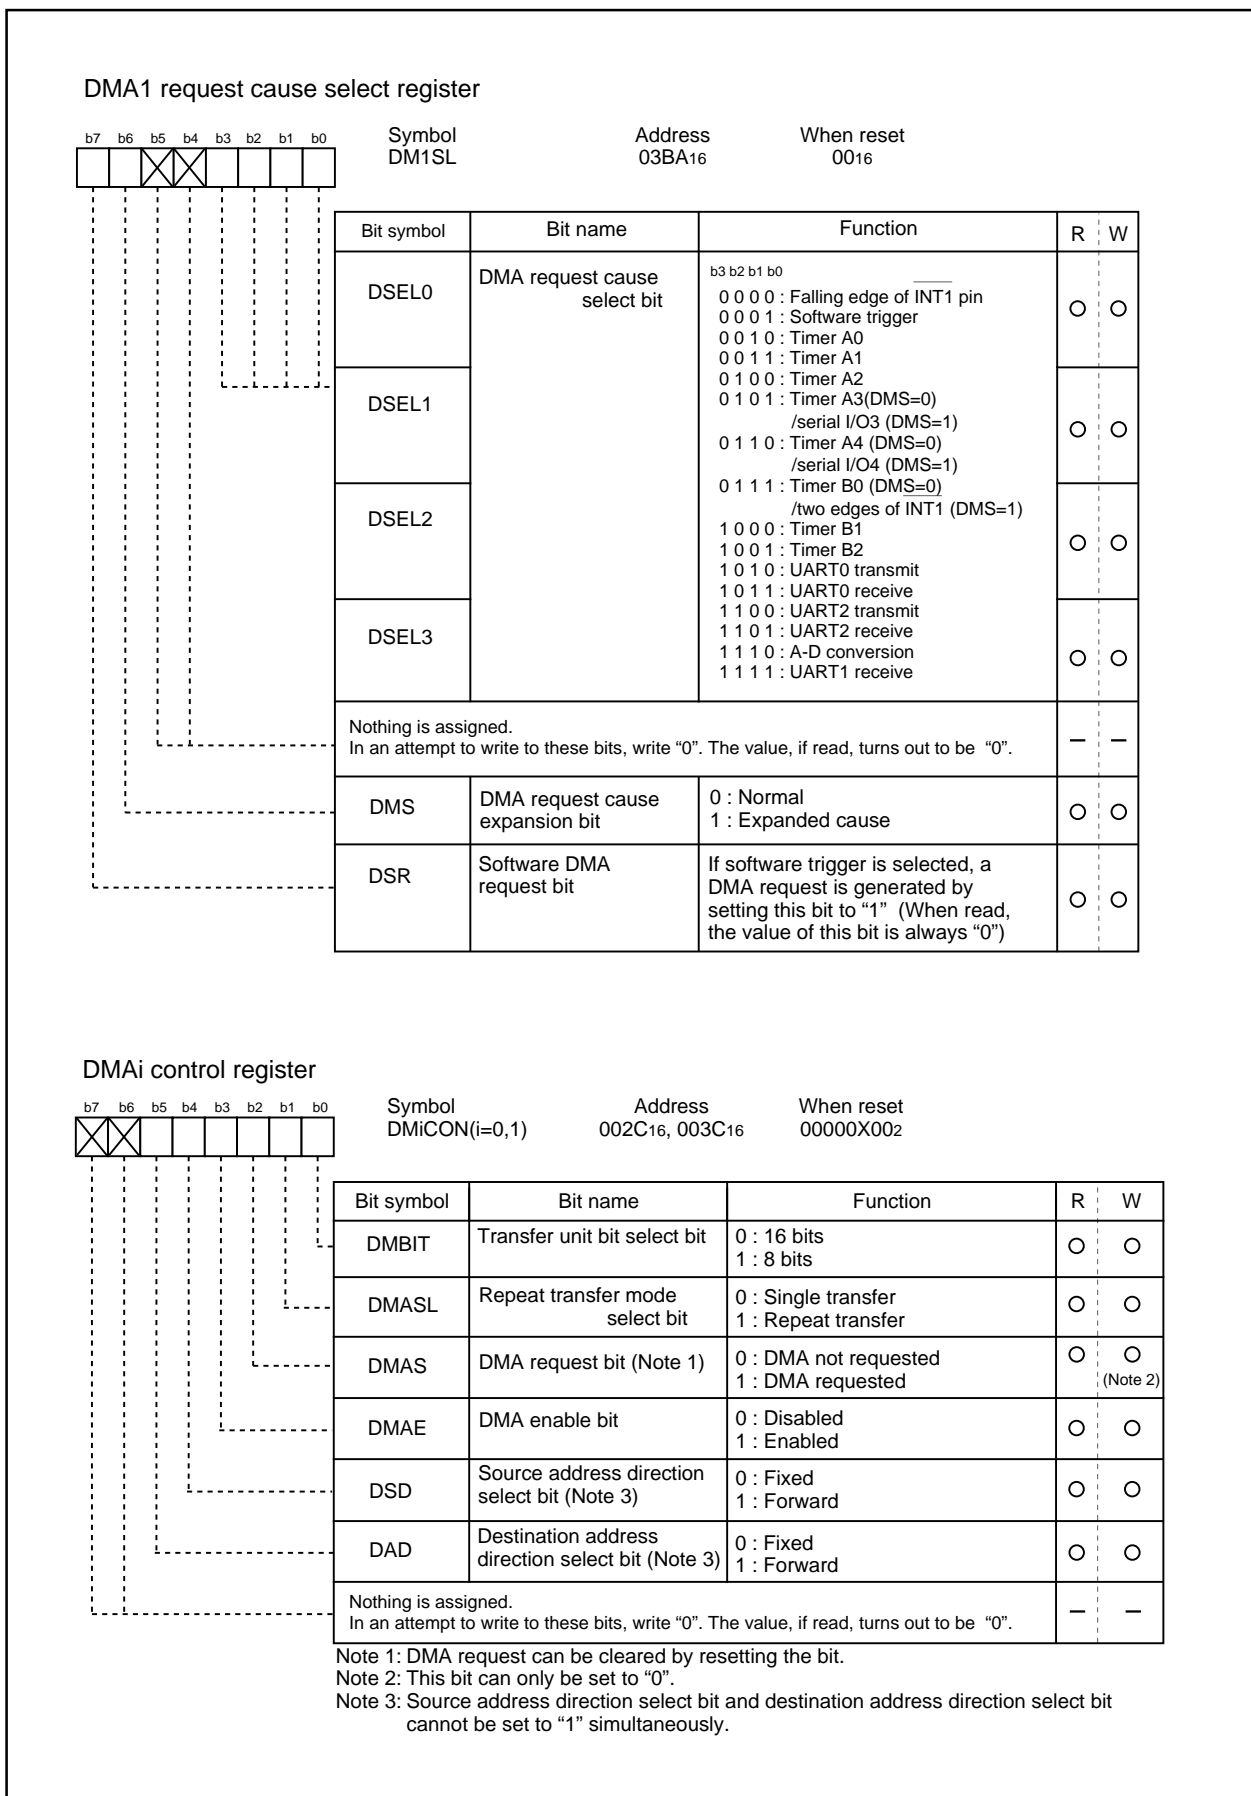 DMA1 request cause select register
b7 b6 b5 b4 b3 b2 b1 b0
Symbol Address When reset
DM1SL 03BA16 0016
Bit symbol Bit name Function R W
DSEL0
DMA request cause
select bit
b3 b2 b1 b0
0 0 0 0 : Falling edge of INT1 pin
0 0 0 1 : Software trigger
0 0 1 0 : Timer A0
0 0 1 1 : Timer A1
0 1 0 0 : Timer A2
0 1 0 1 : Timer A3(DMS=0)
/serial I/O3 (DMS=1)
0 1 1 0 : Timer A4 (DMS=0)
/serial I/O4 (DMS=1)
0 1 1 1 : Timer B0 (DMS=0)
/two edges of INT1 (DMS=1)
1 0 0 0 : Timer B1
1 0 0 1 : Timer B2
1 0 1 0 : UART0 transmit
1 0 1 1 : UART0 receive
1 1 0 0 : UART2 transmit
1 1 0 1 : UART2 receive
1 1 1 0 : A-D conversion
1 1 1 1 : UART1 receive
DSEL1
DSEL2
DSEL3
Nothing is assigned.
In an attempt to write to these bits, write “0”. The value, if read, turns out to be “0”.
DMS
DMA request cause
expansion bit
0 : Normal
1 : Expanded cause
DSR
Software DMA
request bit
If software trigger is selected, a
DMA request is generated by
setting this bit to “1” (When read,
the value of this bit is always “0”)
DMAi control register
b7 b6 b5 b4 b3 b2 b1 b0
Symbol Address When reset
DMiCON(i=0,1) 002C16, 003C16 00000X002
Bit symbol Bit name Function R W
DMBIT
Transfer unit bit select bit
0 : 16 bits
1 : 8 bits
DMASL
Repeat transfer mode
select bit
0 : Single transfer
1 : Repeat transfer
DMAS
DMA request bit (Note 1)
0 : DMA not requested
1 : DMA requested
(Note 2)
DMAE
DMA enable bit
0 : Disabled
1 : Enabled
DSD
Source address direction
select bit (Note 3)
0 : Fixed
1 : Forward
DAD
Destination address
direction select bit (Note 3)
0 : Fixed
1 : Forward
Nothing is assigned.
In an attempt to write to these bits, write “0”. The value, if read, turns out to be “0”.
Note 1: DMA request can be cleared by resetting the bit.
Note 2: This bit can only be set to “0”.
Note 3: Source address direction select bit and destination address direction select bit
cannot be set to “1” simultaneously.